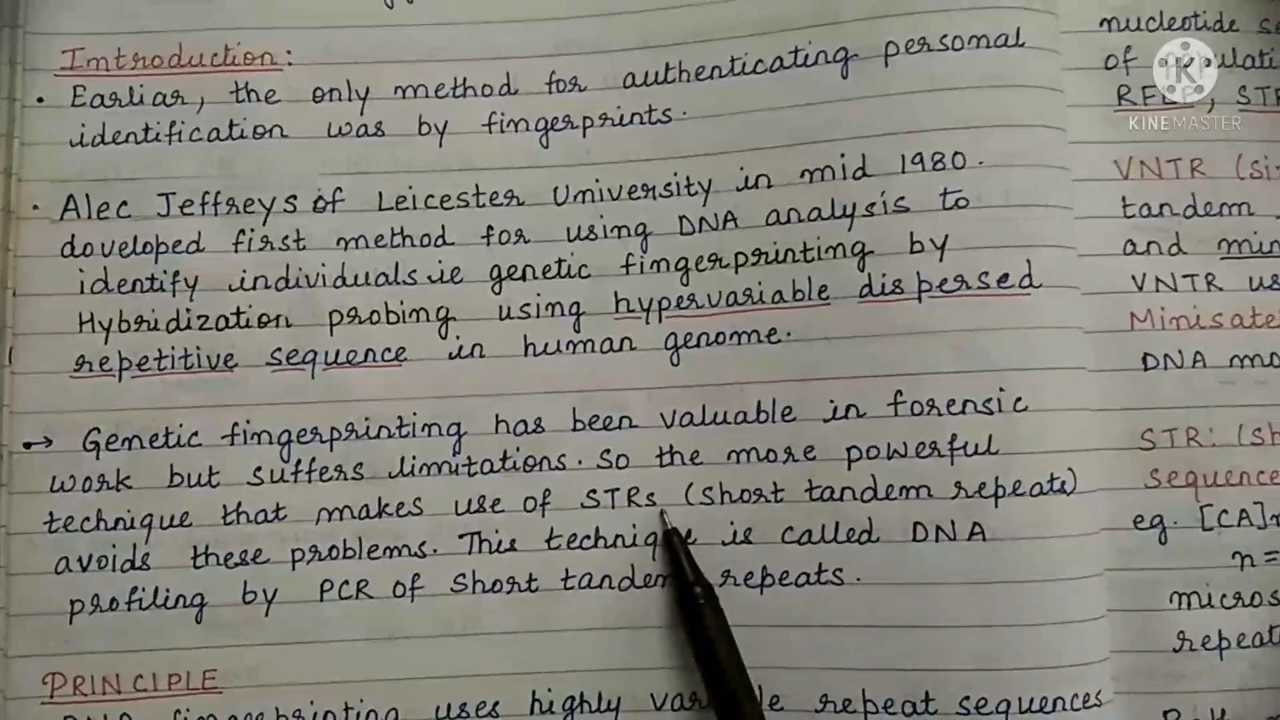 Introduction:
• Earliar, the only method for authenticating personal
identification was by fingerprints.
• Alec Jeffreys of Leicester University in mid 1980.
doveloped first method for using DNA analysis to
identify individuals ie genetic fingerprinting by
Hybridization probing using hypervariable dispersed
repetitive sequence in human genome.
→ Genetic fingerprinting has been valuable in forensic
work but suffers limitations. So the more powerful
technique that makes use of STRs (short tandem repeats)
avoids these problems. This technique is called DNA
profiling by PCR of Short tandem repeats.
PRINCIPLE
uses highly repeat sequences
nucleotide
of
RFLP, STR
VNTR
tandem
and
VNTR
DNA
STR:
sequence
eg. [CA]n
n=
repeat
K
KINEMASTER